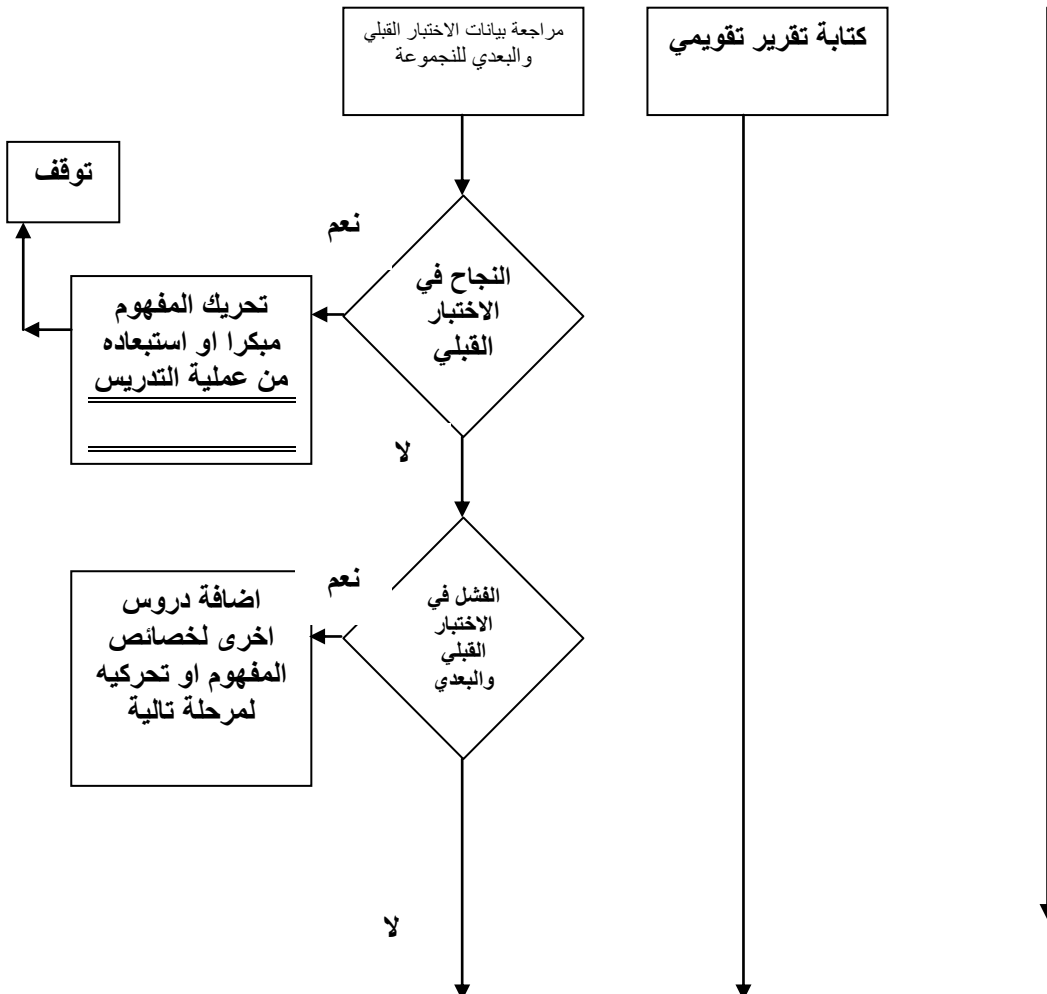 كتابة تقرير تقويمي
مراجعة بيانات الاختبار القبلي
والبعدي للنجموعة
توقف
نعم
النجاح في
الاختبار
القبلي
تحريك المفهوم
مبكرا او استبعاده
من عملية التدريس
لا
نعم
الفشل في
الاختبار
القبلي
والبعدي
اضافة دروس
اخرى لخصائص
المفهوم او تحركيه
لمرحلة تالية
لا